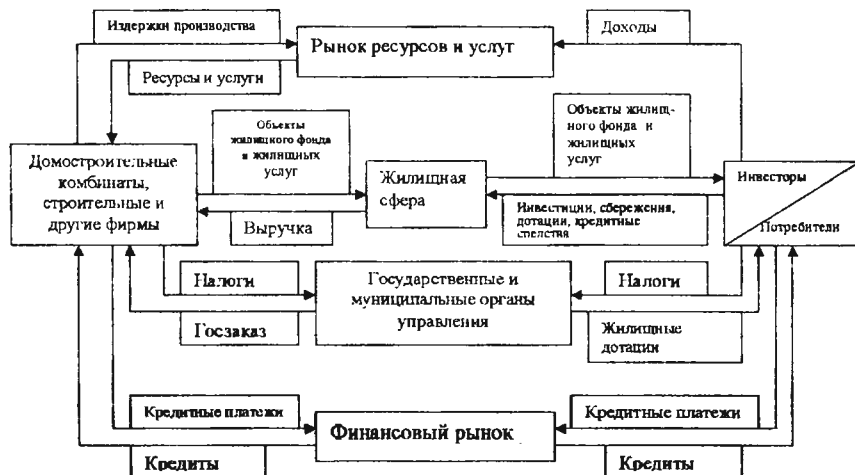 Издержки производства
Рынок ресурсов и услуг
Доходы
Ресурсы и услуги
Объекты
жилищного фонда
и жилищных
услуг
Объекты жилищ-
ного фонда и
жилищных
услуг
Домостроительные
комбинаты,
строительные и
другие фирмы
Жилищная
сфера
Инвесторы
Потребители
Выручка
Инвестиции, сбережения,
дотации, кредитные
средства
Налоги
Государственные и
муниципальные органы
управления
Налоги
Госзаказ
Жилищные
дотации
Кредитные платежи
Финансовый рынок
Кредитные платежи
Кредиты
Кредиты